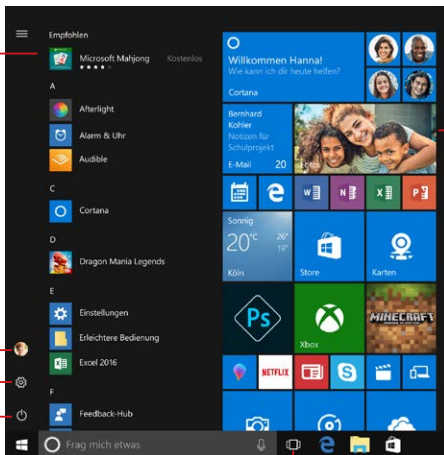 Empfohlen
Microsoft Mahjong Kostenlos
A
Afterlight
Alarm & Uhr
Audible
C
Cortana
D
Dragon Mania Legends
E
Einstellungen
Erleichtere Bedienung
Excel 2016
F
Feedback-Hub
Willkommen Hanna!
Wie kann ich dir heute helfen?
Cortana
Bernhard
Kohler
Notizen für
Schulprojekt
E-Mail 20
Fotos
Sonnig
20°C 26°
19°
Köln
Store
Karten
Ps
Xbox
MINECRAFT
NETFLIX
Frag mich etwas